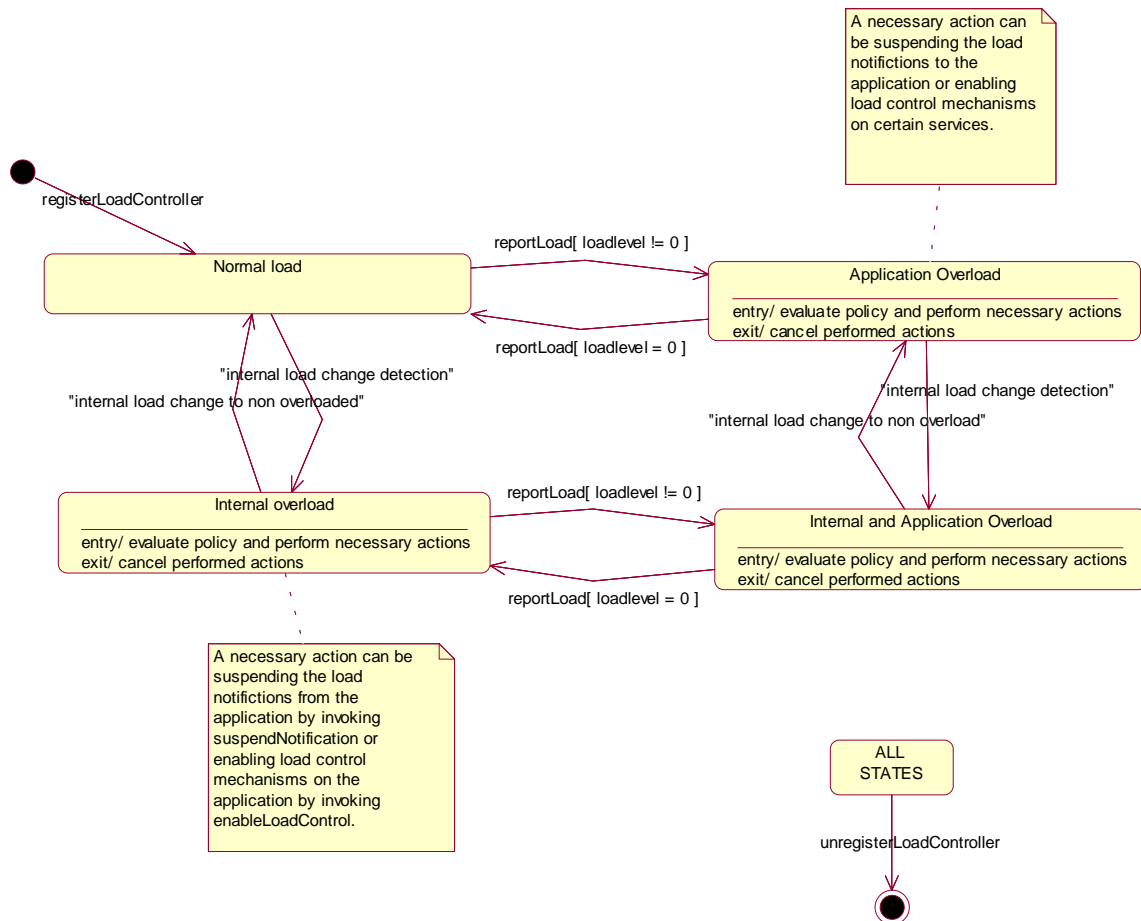 A necessary action can
be suspending the load
notifictions to the
application or enabling
load control mechanisms
on certain services.
registerLoadController
reportLoad[ loadlevel != 0 ]
Normal load
Application Overload
entry/ evaluate policy and perform necessary actions
exit/ cancel performed actions
reportLoad[ loadlevel = 0 ]
"internal load change detection"
"internal load change to non overloaded"
"internal load change detection"
"internal load change to non overload"
reportLoad[ loadlevel != 0 ]
Internal overload
entry/ evaluate policy and perform necessary actions
exit/ cancel performed actions
Internal and Application Overload
entry/ evaluate policy and perform necessary actions
exit/ cancel performed actions
reportLoad[ loadlevel = 0 ]
A necessary action can be
suspending the load
notifictions from the
application by invoking
suspendNotification or
enabling load control
mechanisms on the
application by invoking
enableLoadControl.
ALL
STATES
unregisterLoadController